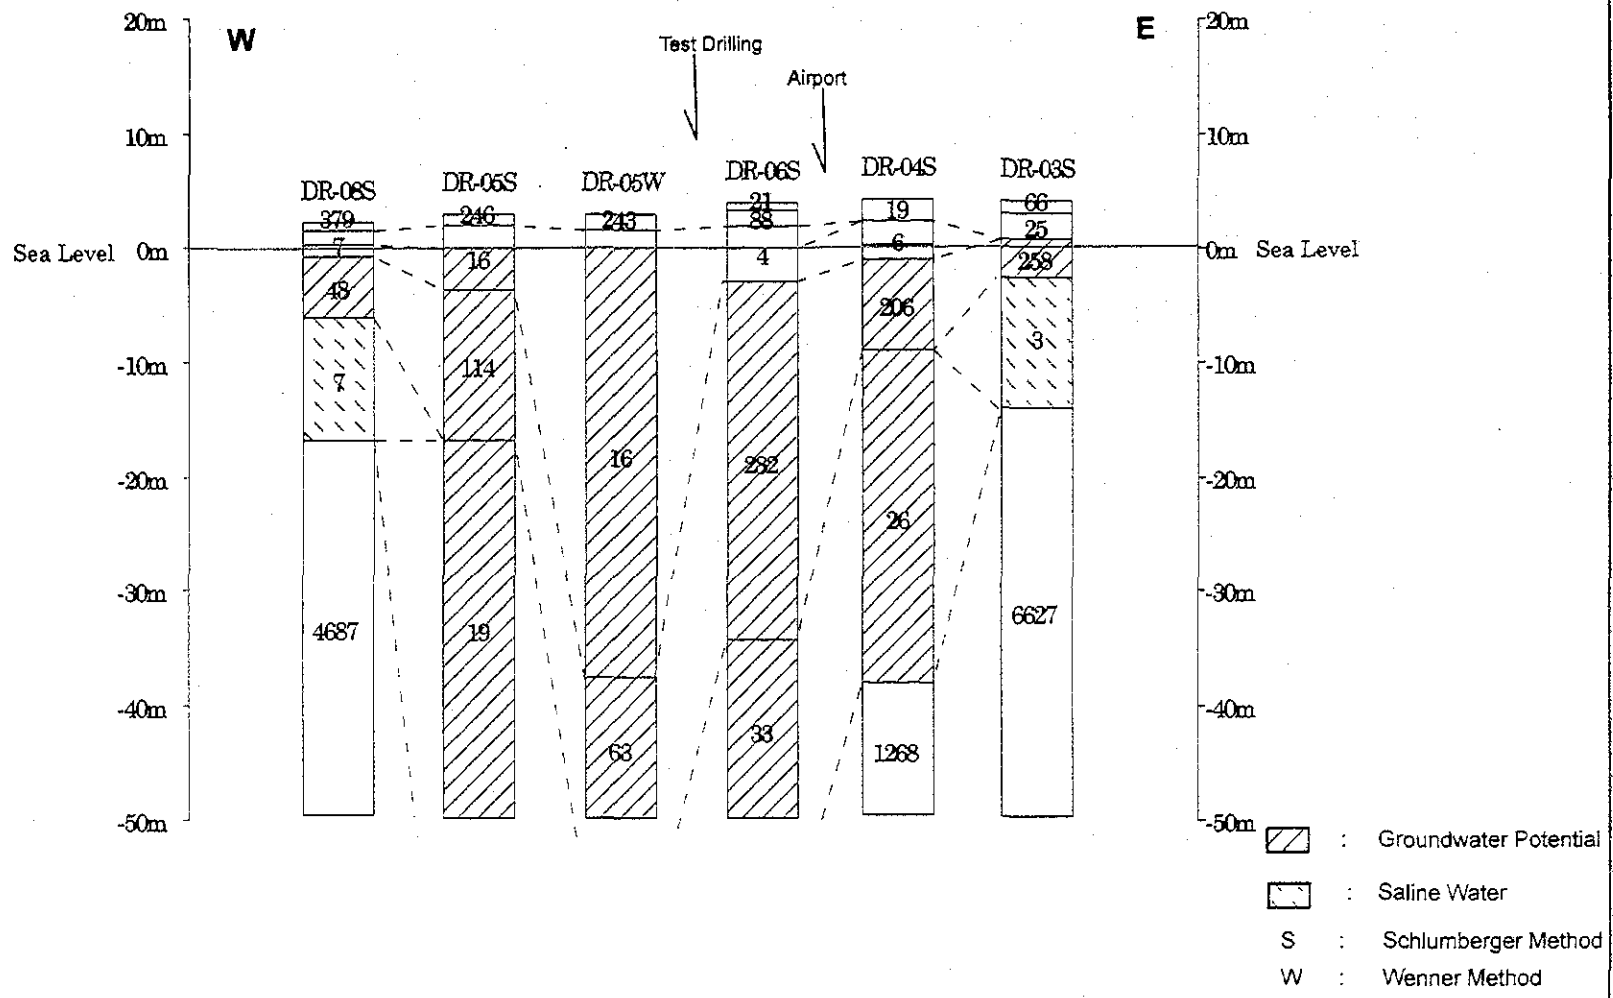 20m
W
E
20m
Test Drilling
Airport
10m
10m
DR-08S
DR-05S
DR-05W
DR-06S
DR-04S
DR-03S
379
246
243
21
88
19
66
25
7
6
Sea Level 0m
0m Sea Level
16
4
258
48
206
3
-10m
-10m
7
114
16
282
-20m
-20m
26
-30m
-30m
4687
19
6627
-40m
-40m
63
33
1268
-50m
-50m
: Groundwater Potential
: Saline Water
S : Schlumberger Method
W : Wenner Method